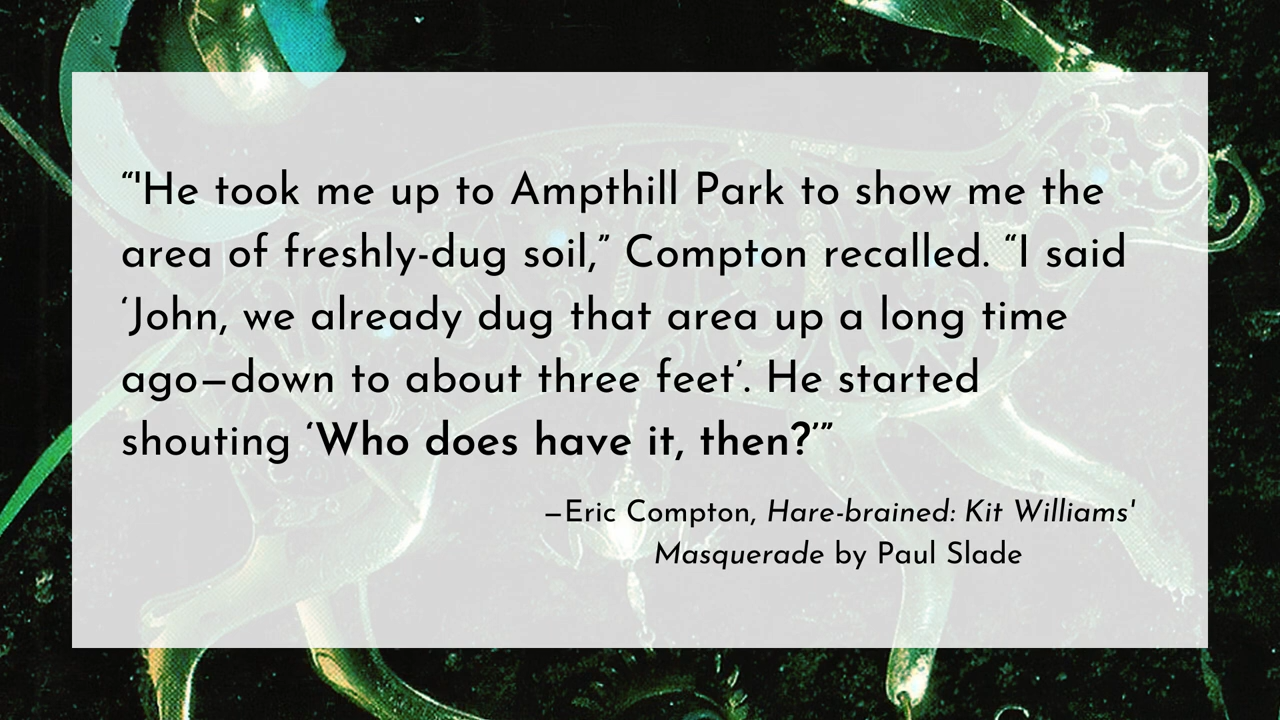 “'He took me up to Ampthill Park to show me the
area of freshly-dug soil,” Compton recalled. “I said
‘John, we already dug that area up a long time
ago—down to about three feet’. He started
shouting ‘Who does have it, then?’”
—Eric Compton, Hare-brained: Kit Williams'
Masquerade by Paul Slade